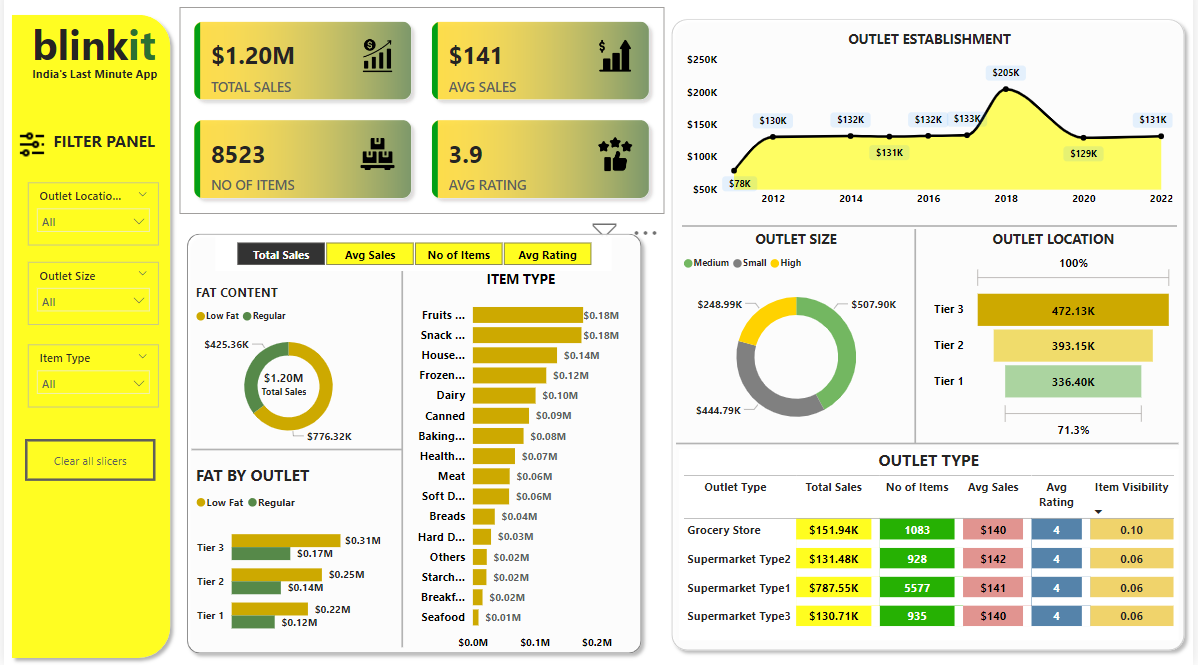 blinkit
India's Last Minute App
FILTER PANEL
Outlet Locatio...
All
Outlet Size
All
Item Type
All
Clear all slicers
$1.20M
TOTAL SALES
$141
AVG SALES
8523
NO OF ITEMS
3.9
AVG RATING
Total Sales
Avg Sales
No of Items
Avg Rating
FAT CONTENT
Low Fat Regular
$425.36K
$1.20M
Total Sales
$776.32K
FAT BY OUTLET
Low Fat Regular
Tier 3 $0.31M
$0.17M
Tier 2 $0.25M
$0.14M
Tier 1 $0.22M
$0.12M
ITEM TYPE
Fruits ... $0.18M
Snack ... $0.18M
House... $0.14M
Frozen... $0.12M
Dairy $0.10M
Canned $0.09M
Baking... $0.08M
Health... $0.07M
Meat $0.06M
Soft D... $0.06M
Breads $0.04M
Hard D... $0.03M
Others $0.02M
Starch... $0.02M
Breakf... $0.02M
Seafood $0.01M
$0.0M $0.1M $0.2M
OUTLET ESTABLISHMENT
$250K
$200K
$150K
$100K
$50K
$78K
$130K
$132K
$131K
$132K
$133K
$205K
$129K
$131K
2012 2014 2016 2018 2020 2022
OUTLET SIZE
Medium Small High
$248.99K
$507.90K
$444.79K
OUTLET LOCATION
100%
Tier 3 472.13K
Tier 2 393.15K
Tier 1 336.40K
71.3%
OUTLET TYPE
Outlet Type Total Sales No of Items Avg Sales Avg Rating Item Visibility
Grocery Store $151.94K 1083 $140 4 0.10
Supermarket Type2 $131.48K 928 $142 4 0.06
Supermarket Type1 $787.55K 5577 $141 4 0.06
Supermarket Type3 $130.71K 935 $140 4 0.06